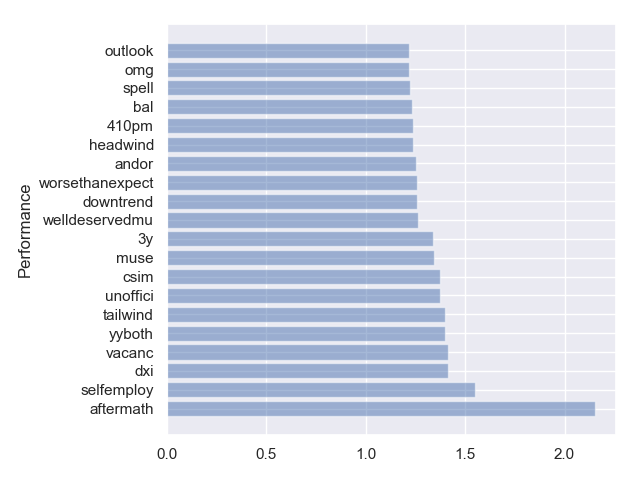 Performance
outlook
omg
spell
bal
410pm
headwind
andor
worsethanexpect
downtrend
welldeservedmu
3y
muse
csim
unoffici
tailwind
yyboth
vacanc
dxi
selfemploy
aftermath
0.0 0.5 1.0 1.5 2.0